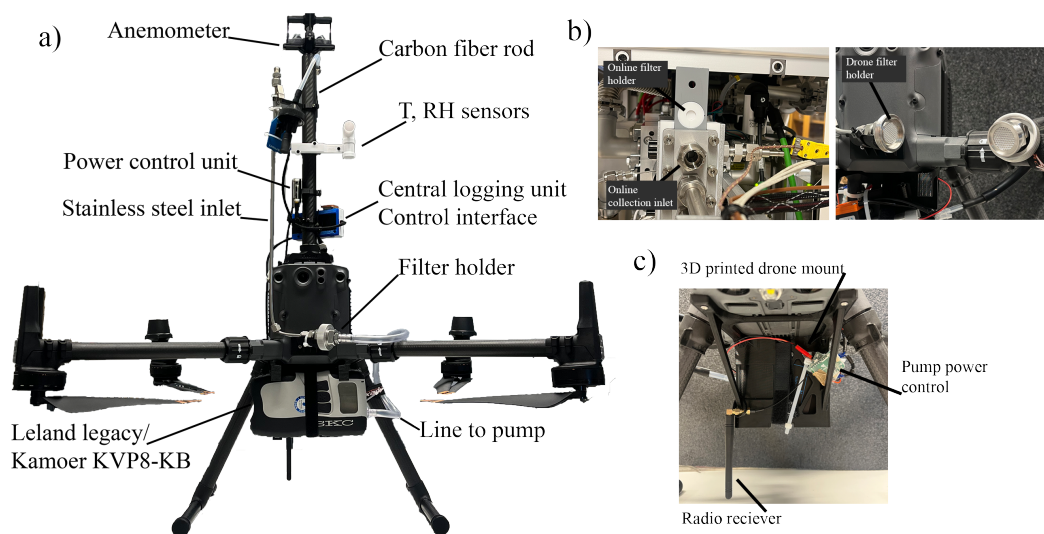 a)
Anemometer
Carbon fiber rod
T, RH sensors
Power control unit
Stainless steel inlet
Central logging unit
Control interface
Filter holder
Leland legacy/
Kamoer KVP8-KB
SKC
Line to pump
b)
Online filter
holder
Online
collection inlet
Drone filter
holder
c)
3D printed drone mount
Pump power
control
Radio reciever